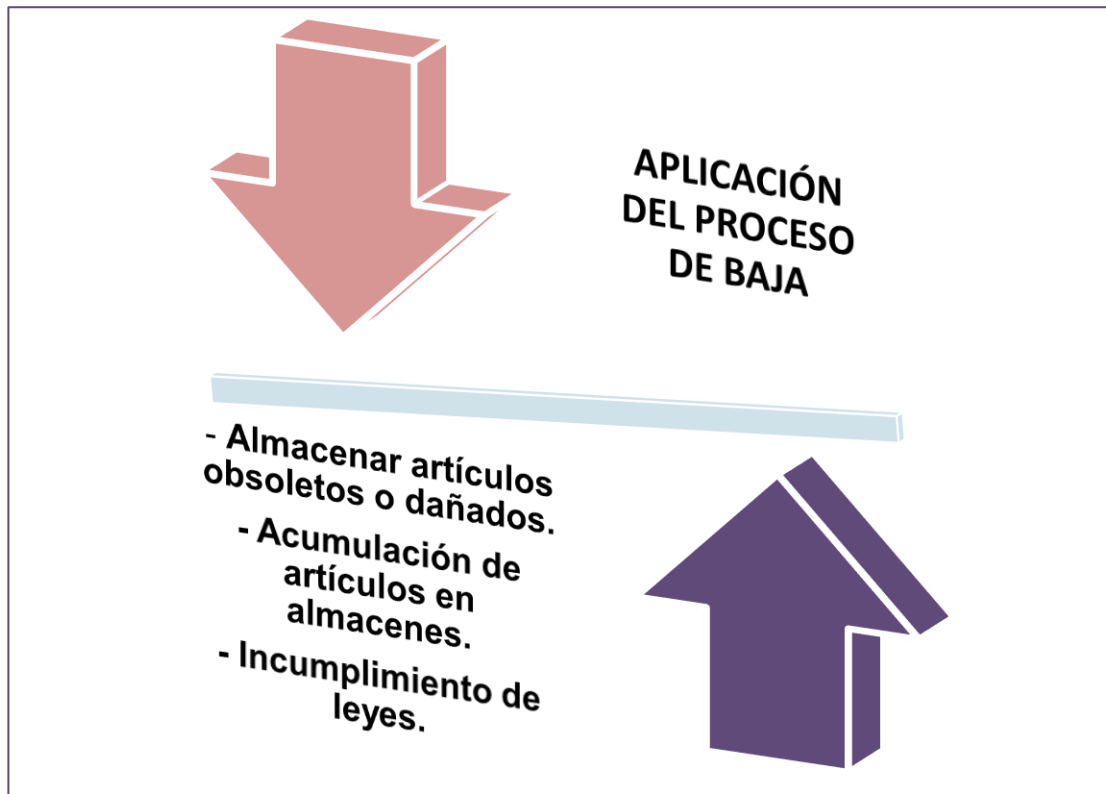 APLICACIÓN
DEL PROCESO
DE BAJA
- Almacenar artículos
obsoletos o dañados.
- Acumulación de
artículos en
almacenes.
- Incumplimiento de
leyes.